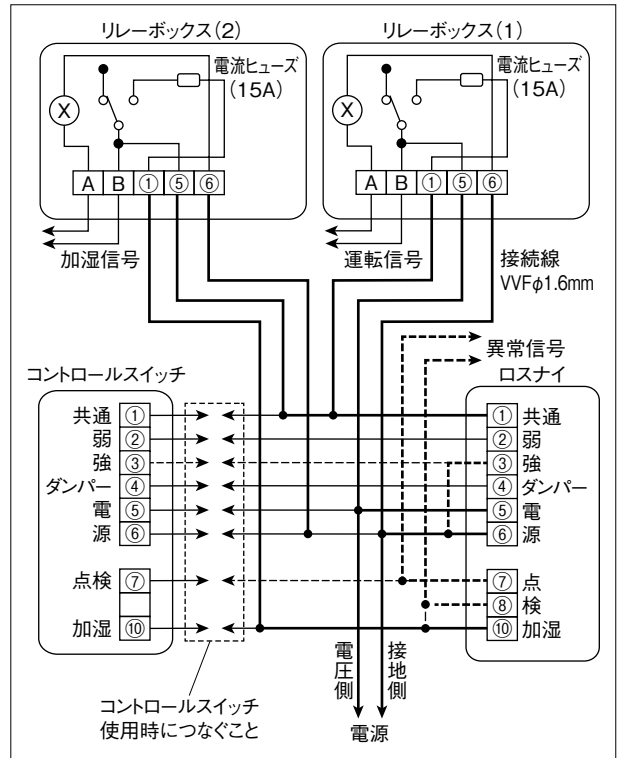 リレーボックス(2)
電流ヒューズ
(15A)
X
A B ① ⑤ ⑥
加湿信号
リレーボックス(1)
電流ヒューズ
(15A)
X
A B ① ⑤ ⑥
運転信号
接続線
VVFφ1.6mm
異常信号
コントロールスイッチ
共通 ①
弱 ②
強 ③
ダンパー ④
電 ⑤
源 ⑥
点検 ⑦
加湿 ⑩
ロスナイ
① 共通
② 弱
③ 強
④ ダンパー
⑤ 電
⑥ 源
⑦ 点
⑧ 検
⑩ 加湿
電圧側
接地側
電源
コントロールスイッチ
使用時につなぐこと